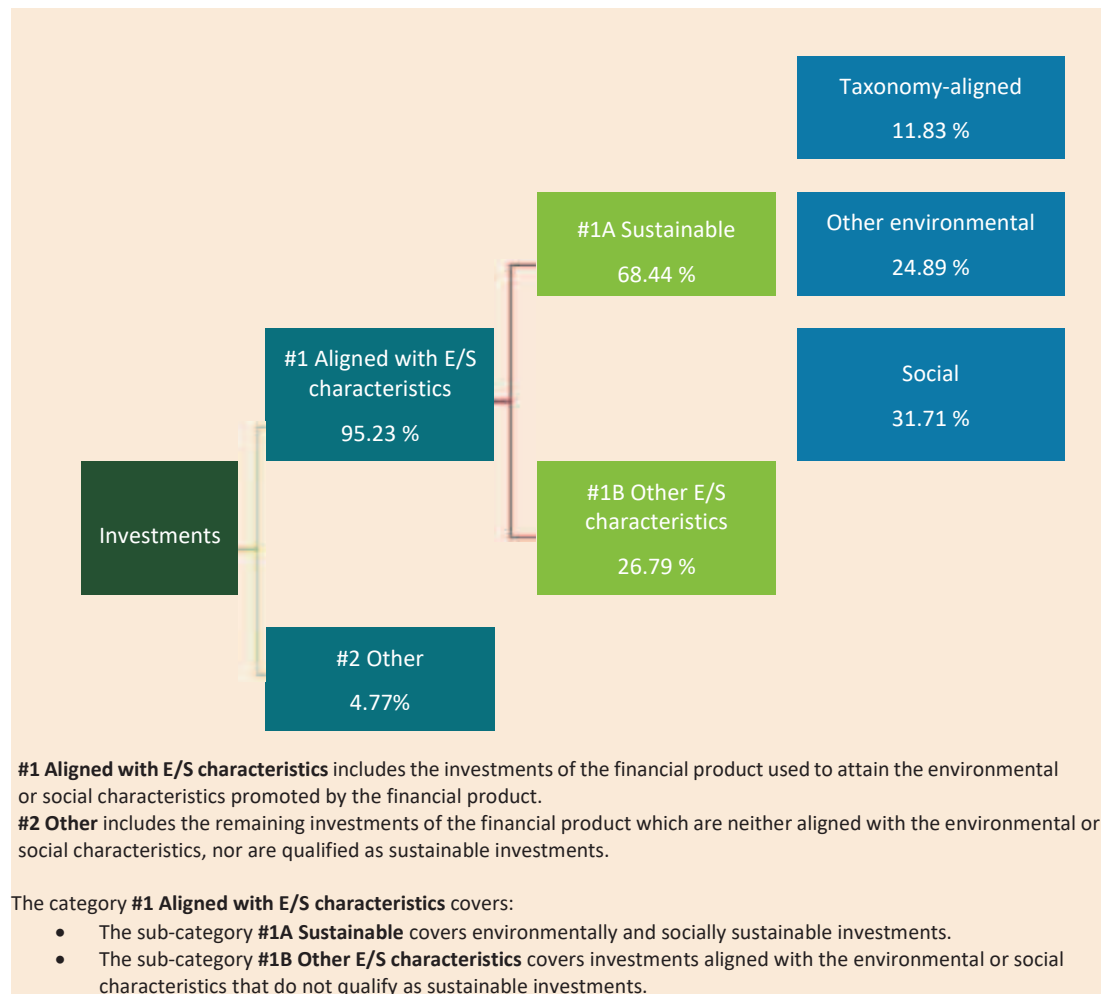 Taxonomy-aligned
11.83 %
#1A Sustainable
68.44 %
Other environmental
24.89 %
#1 Aligned with E/S
characteristics
95.23 %
Social
31.71 %
Investments
#1B Other E/S
characteristics
26.79 %
#2 Other
4.77%
#1 Aligned with E/S characteristics includes the investments of the financial product used to attain the environmental
or social characteristics promoted by the financial product.
#2 Other includes the remaining investments of the financial product which are neither aligned with the environmental or
social characteristics, nor are qualified as sustainable investments.
The category #1 Aligned with E/S characteristics covers:
• The sub-category #1A Sustainable covers environmentally and socially sustainable investments.
• The sub-category #1B Other E/S characteristics covers investments aligned with the environmental or social
characteristics that do not qualify as sustainable investments.